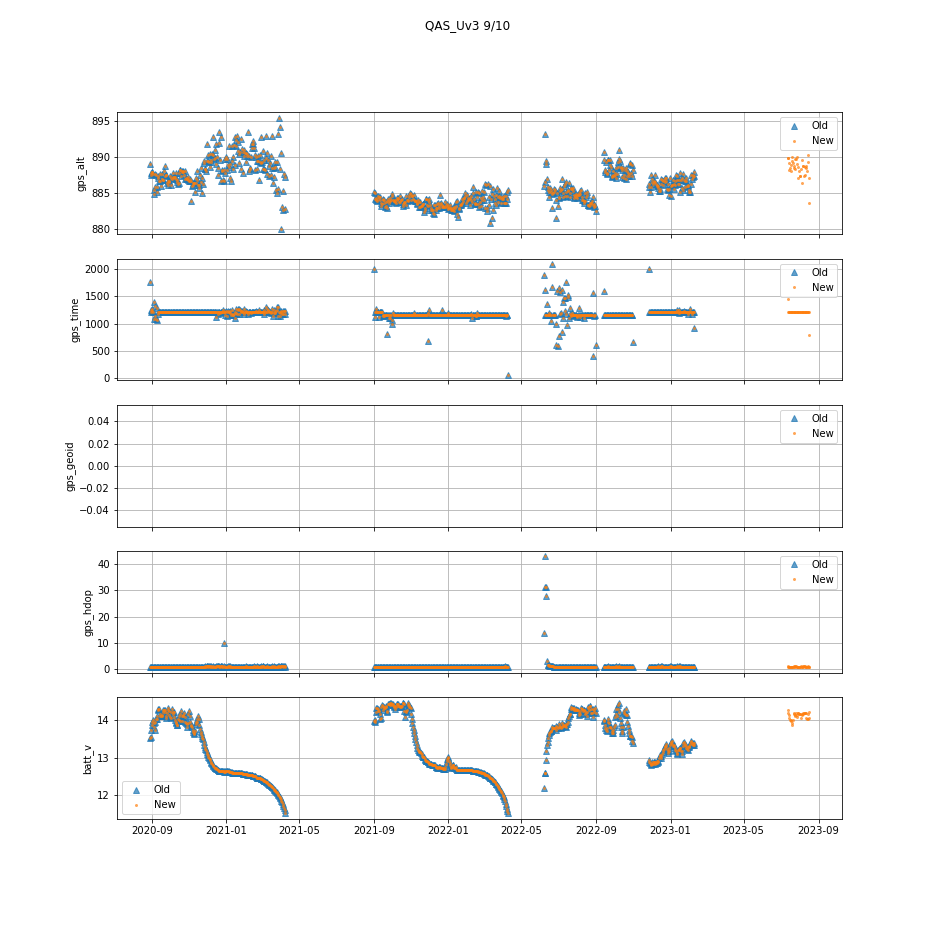 QAS_Uv3 9/10
895
890
885
880
gps_alt
Old
New
2000
1500
1000
500
0
gps_time
Old
New
0.04
0.02
0.00
−0.02
−0.04
gps_geoid
Old
New
40
30
20
10
0
gps_hdop
Old
New
14
13
12
batt_v
Old
New
2020-09 2021-01 2021-05 2021-09 2022-01 2022-05 2022-09 2023-01 2023-05 2023-09